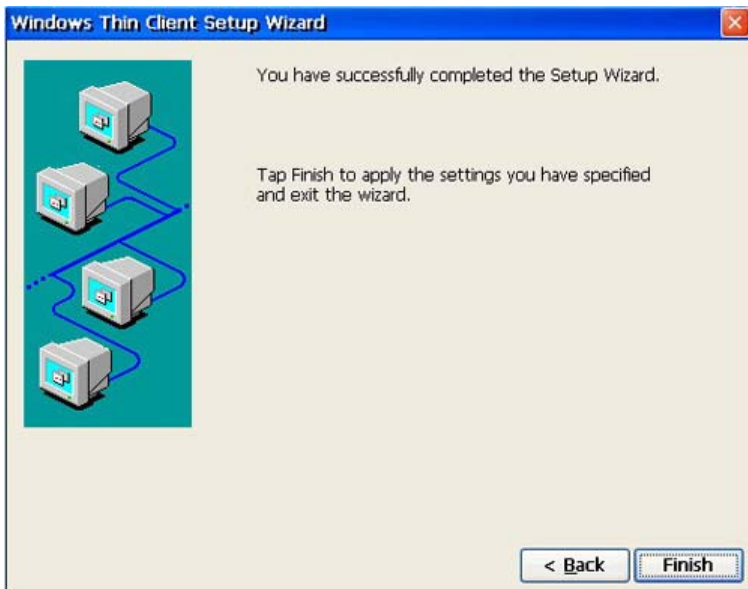 Windows Thin Client Setup Wizard
You have successfully completed the Setup Wizard.
Tap Finish to apply the settings you have specified
and exit the wizard.
< Back
Finish